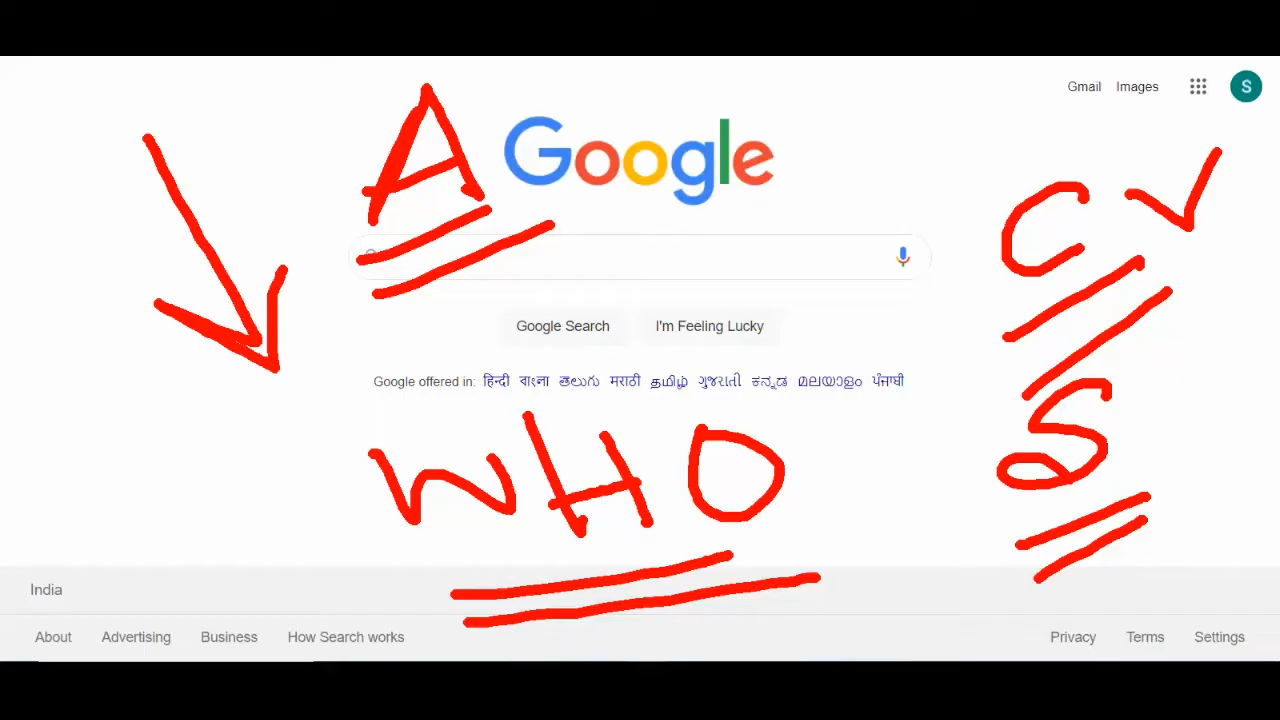 Gmail Images S
A
Google
C
Google Search I'm Feeling Lucky
Google offered in: हिन्दी বাংলা తెలుగు मराठी தமிழ் ગુજરાતી ಕನ್ನಡ മലയാളം ਪੰਜਾਬੀ
S
WHO
India
About Advertising Business How Search works Privacy Terms Settings